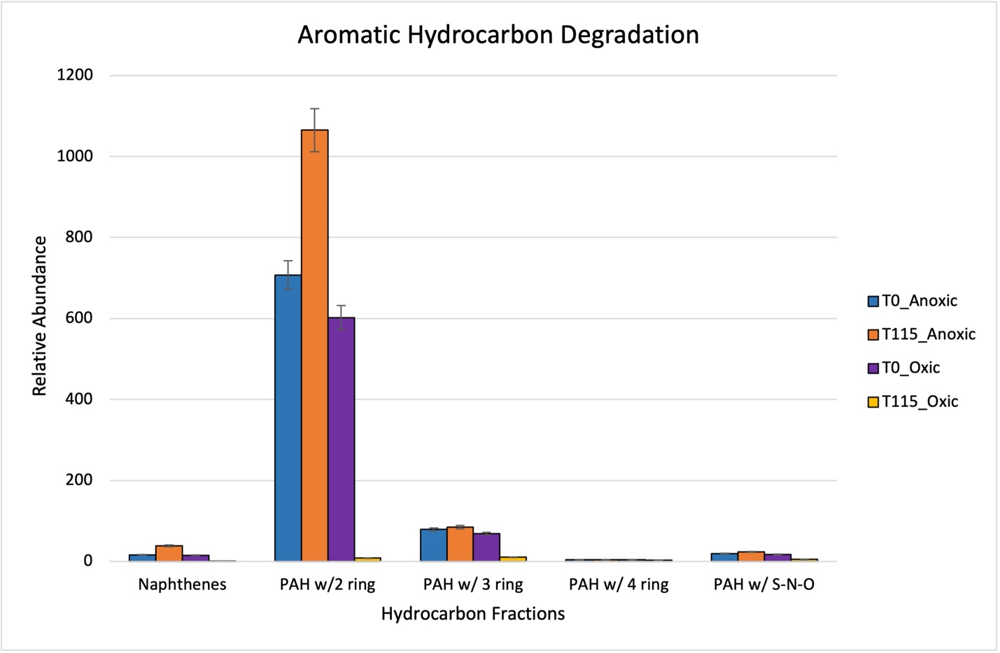 Aromatic Hydrocarbon Degradation
1200
1000
800
600
400
200
0
Relative Abundance
Naphthenes
PAH w/2 ring
PAH w/ 3 ring
PAH w/ 4 ring
PAH w/ S-N-O
Hydrocarbon Fractions
T0_Anoxic
T115_Anoxic
T0_Oxic
T115_Oxic